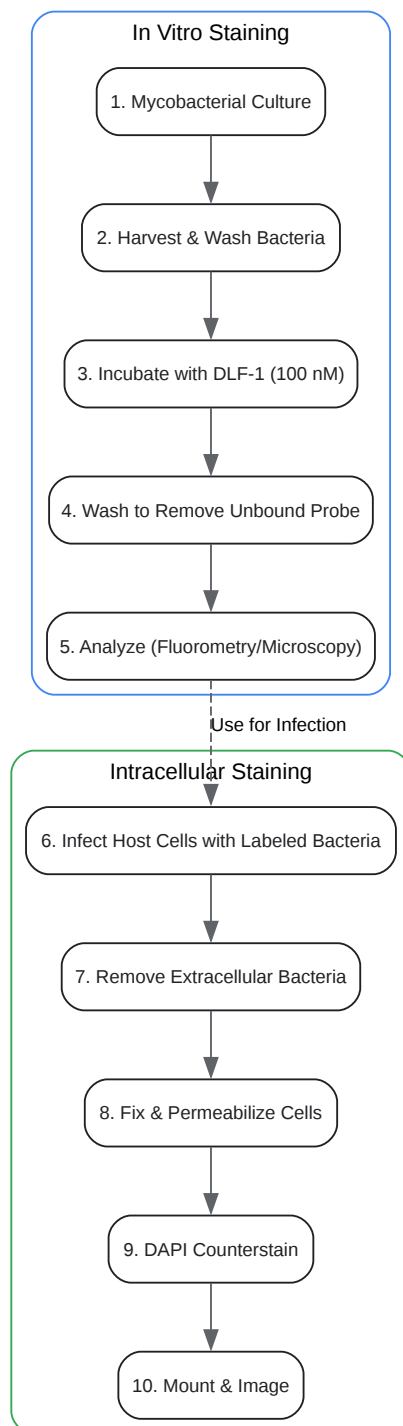 In Vitro Staining
1. Mycobacterial Culture
2. Harvest & Wash Bacteria
3. Incubate with DLF-1 (100 nM)
4. Wash to Remove Unbound Probe
5. Analyze (Fluorometry/Microscopy)
Use for Infection
Intracellular Staining
6. Infect Host Cells with Labeled Bacteria
7. Remove Extracellular Bacteria
8. Fix & Permeabilize Cells
9. DAPI Counterstain
10. Mount & Image